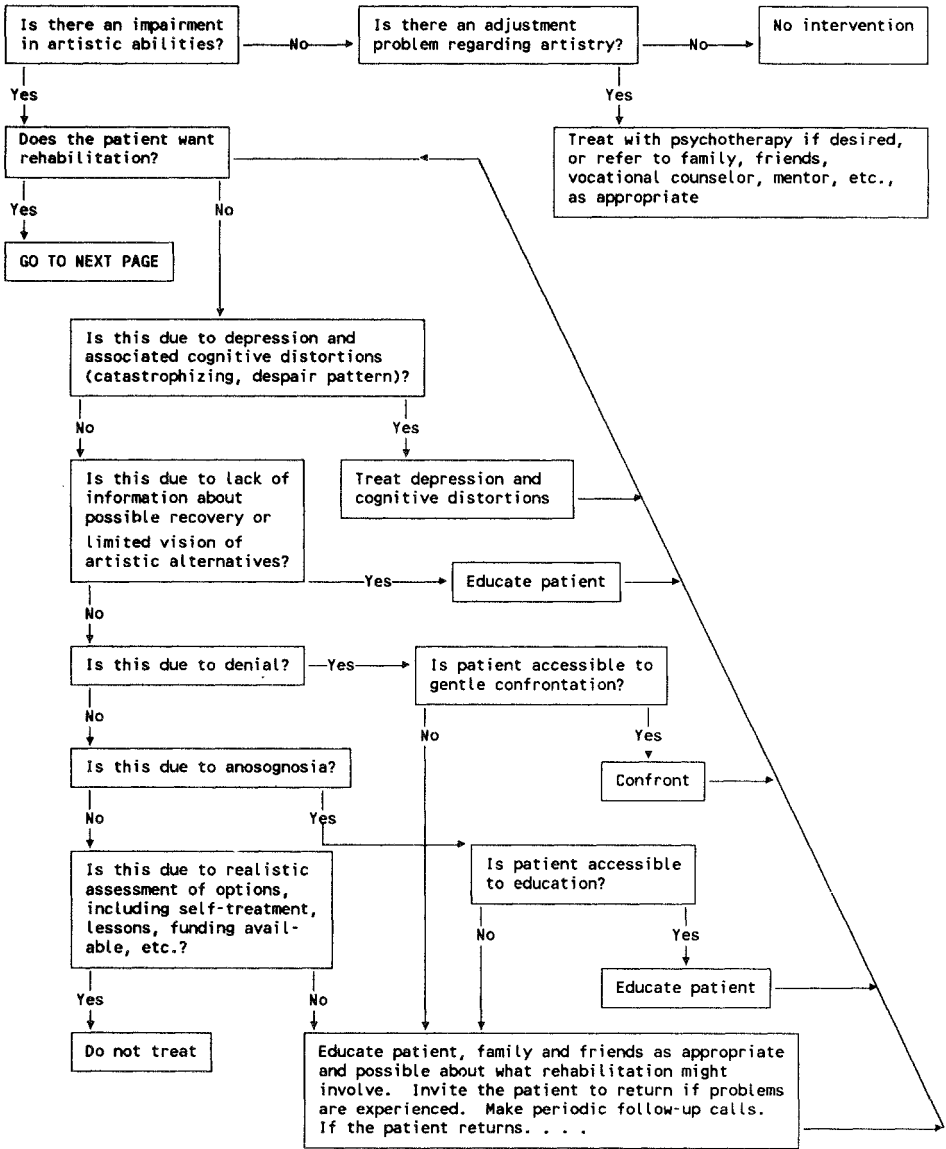 Is there an impairment
in artistic abilities?
No
Is there an adjustment
problem regarding artistry?
No
No intervention
Yes
Yes
Does the patient want
rehabilitation?
Treat with psychotherapy if desired,
or refer to family, friends,
vocational counselor, mentor, etc.,
as appropriate
Yes
No
GO TO NEXT PAGE
Is this due to depression and
associated cognitive distortions
(catastrophizing, despair pattern)?
No
Yes
Is this due to lack of
information about
possible recovery or
limited vision of
artistic alternatives?
Treat depression and
cognitive distortions
Yes
Educate patient
No
Is this due to denial?
Yes
Is patient accessible to
gentle confrontation?
No
No
Yes
Is this due to anosognosia?
Confront
No
Yes
Is this due to realistic
assessment of options,
including self-treatment,
lessons, funding avail-
able, etc.?
Is patient accessible
to education?
No
Yes
Educate patient
Yes
No
Do not treat
Educate patient, family and friends as appropriate
and possible about what rehabilitation might
involve. Invite the patient to return if problems
are experienced. Make periodic follow-up calls.
If the patient returns. . . .